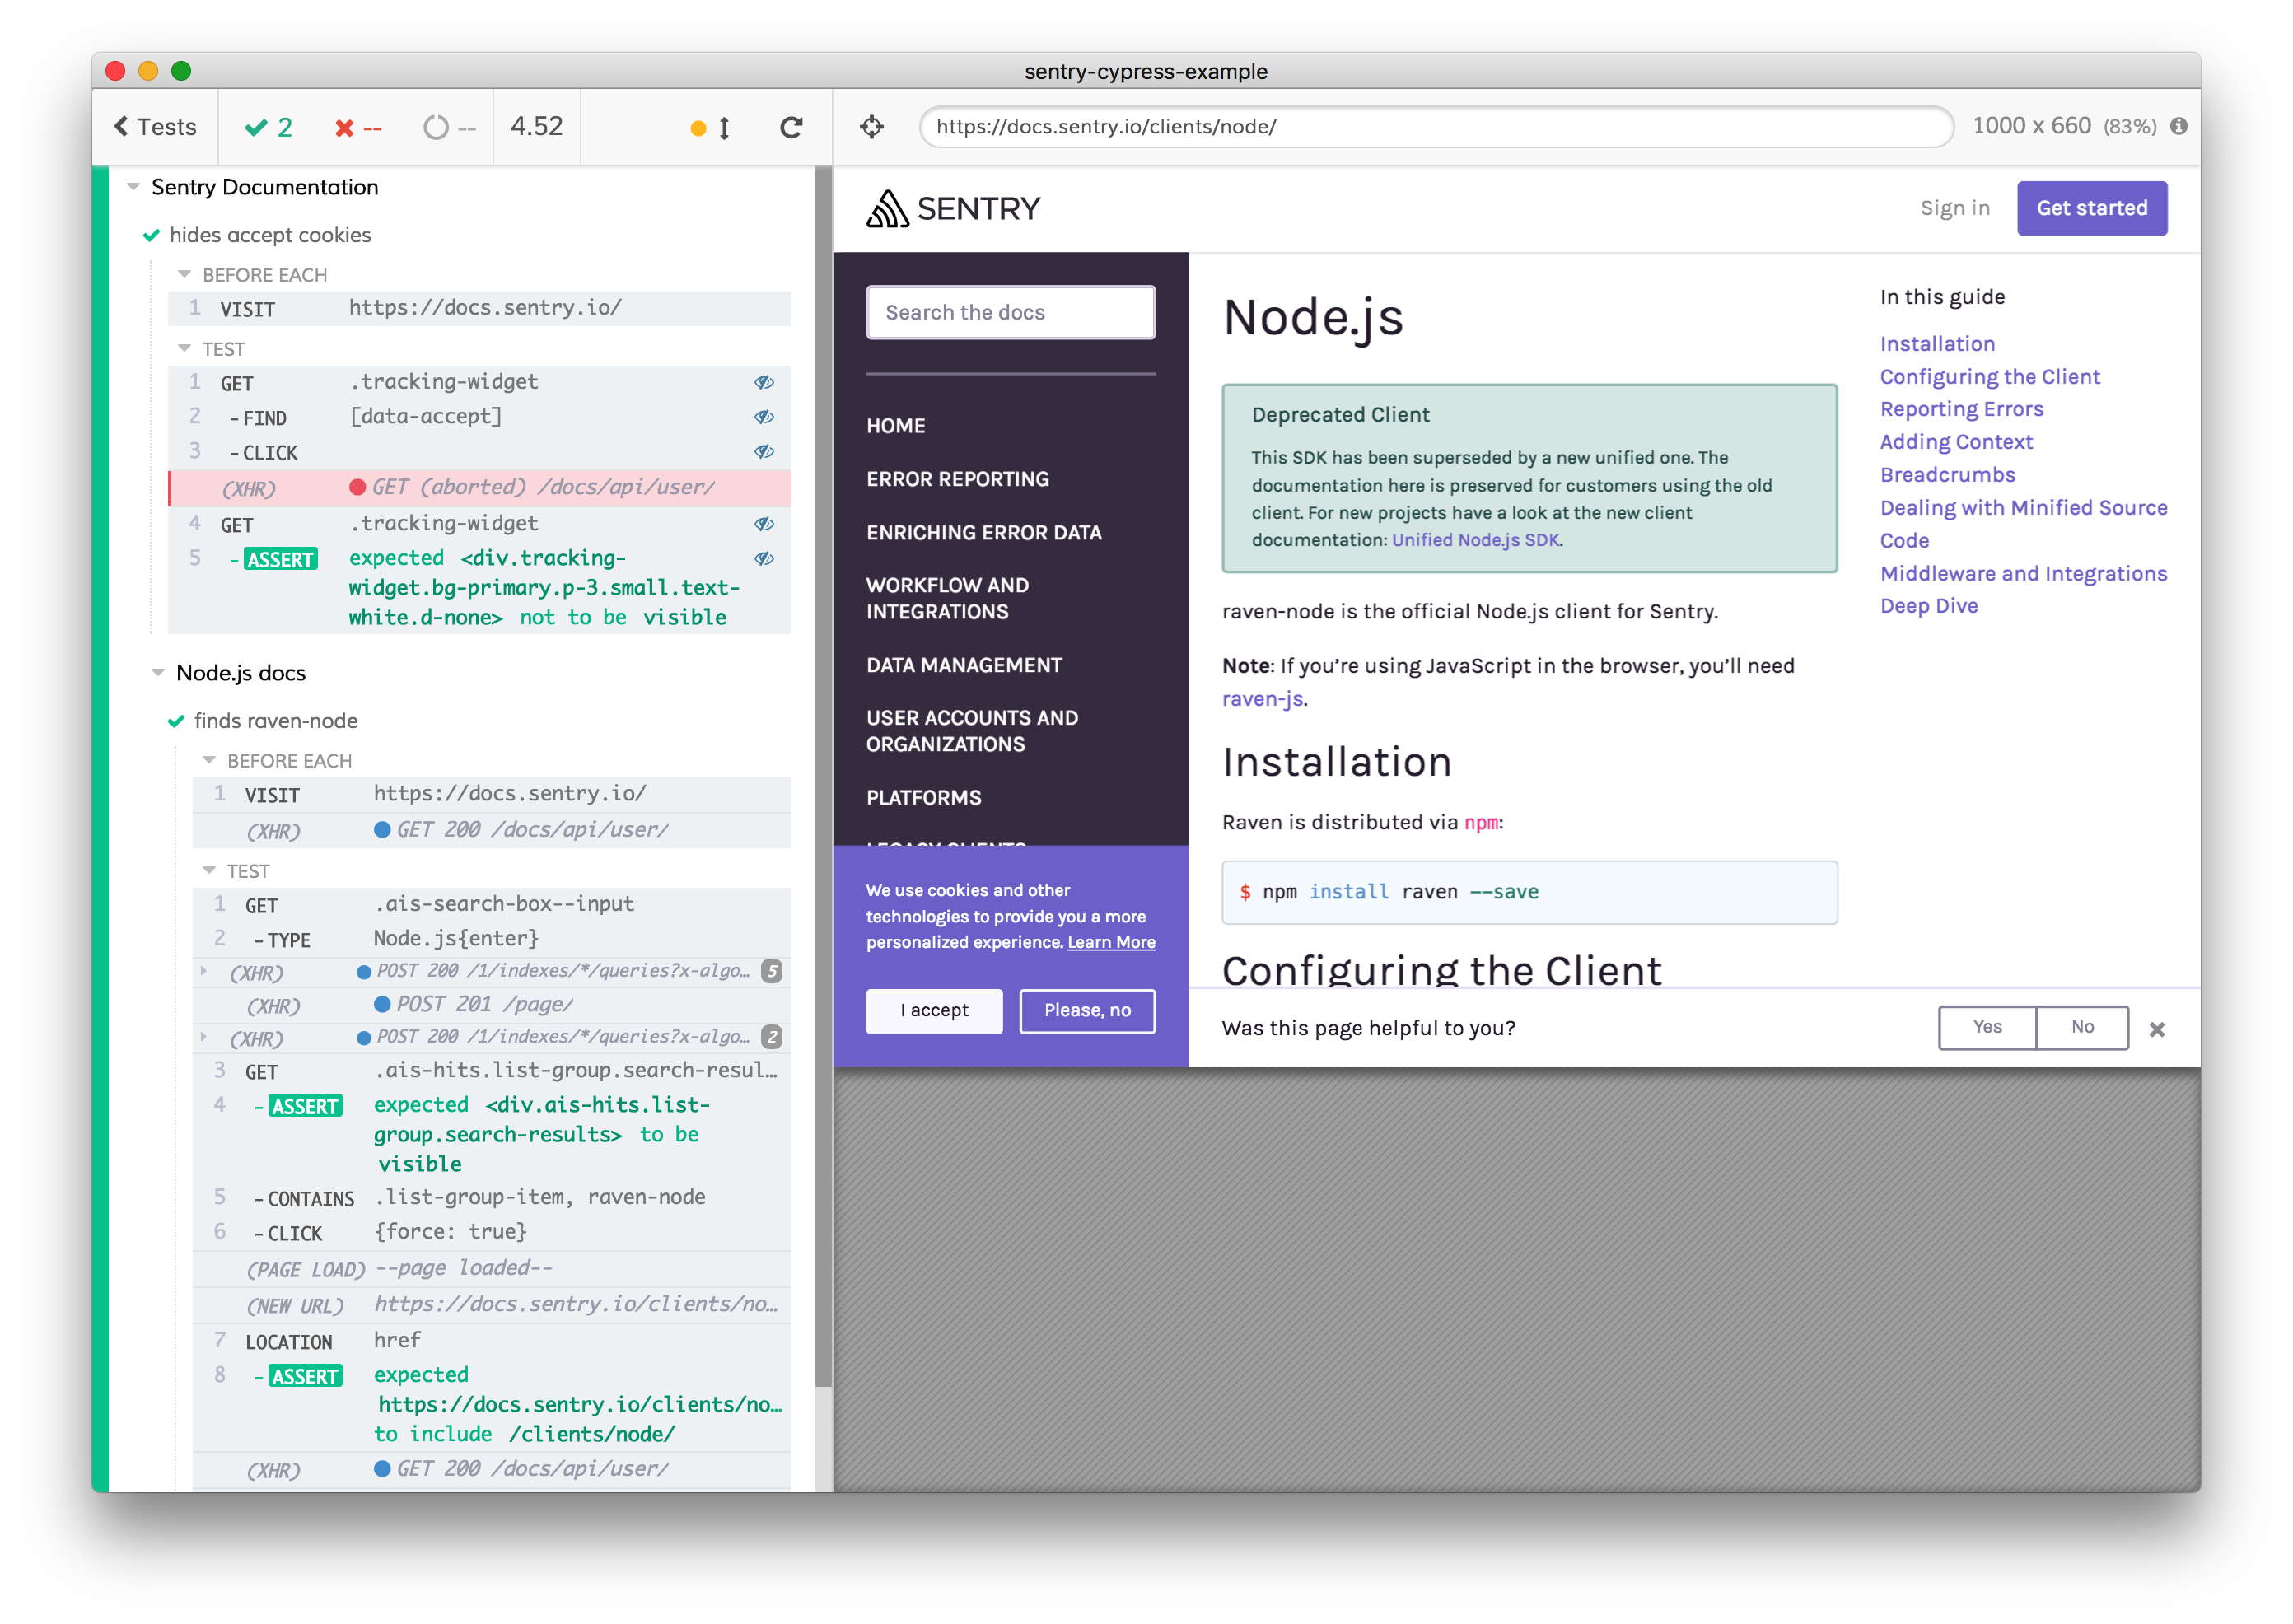 sentry-cypress-example
Tests
2
--
--
4.52
https://docs.sentry.io/clients/node/
1000 x 660 (83%)
Sentry Documentation
hides accept cookies
BEFORE EACH
1 VISIT https://docs.sentry.io/
TEST
1 GET .tracking-widget
2 -FIND [data-accept]
3 -CLICK
(XHR) GET (aborted) /docs/api/user/
4 GET .tracking-widget
5 -ASSERT expected <div.tracking-
widget.bg-primary.p-3.small.text-
white.d-none> not to be visible
Node.js docs
finds raven-node
BEFORE EACH
1 VISIT https://docs.sentry.io/
(XHR) GET 200 /docs/api/user/
TEST
1 GET .ais-search-box--input
2 -TYPE Node.js{enter}
(XHR) POST 200 /1/indexes/*/queries?x-algo… 5
(XHR) POST 201 /page/
(XHR) POST 200 /1/indexes/*/queries?x-algo… 2
3 GET .ais-hits.list-group.search-resul…
4 -ASSERT expected <div.ais-hits.list-
group.search-results> to be
visible
5 -CONTAINS .list-group-item, raven-node
6 -CLICK {force: true}
(PAGE LOAD) --page loaded--
(NEW URL) https://docs.sentry.io/clients/no…
7 LOCATION href
8 -ASSERT expected
https://docs.sentry.io/clients/no…
to include /clients/node/
(XHR) GET 200 /docs/api/user/
SENTRY
Sign in
Get started
Search the docs
HOME
ERROR REPORTING
ENRICHING ERROR DATA
WORKFLOW AND
INTEGRATIONS
DATA MANAGEMENT
USER ACCOUNTS AND
ORGANIZATIONS
PLATFORMS
LEGACY CLIENTS
We use cookies and other
technologies to provide you a more
personalized experience. Learn More
I accept
Please, no
Node.js
Deprecated Client
This SDK has been superseded by a new unified one. The
documentation here is preserved for customers using the old
client. For new projects have a look at the new client
documentation: Unified Node.js SDK.
raven-node is the official Node.js client for Sentry.
Note: If you’re using JavaScript in the browser, you’ll need
raven-js.
Installation
Raven is distributed via npm:
$ npm install raven --save
Configuring the Client
Was this page helpful to you?
Yes
No
In this guide
Installation
Configuring the Client
Reporting Errors
Adding Context
Breadcrumbs
Dealing with Minified Source
Code
Middleware and Integrations
Deep Dive